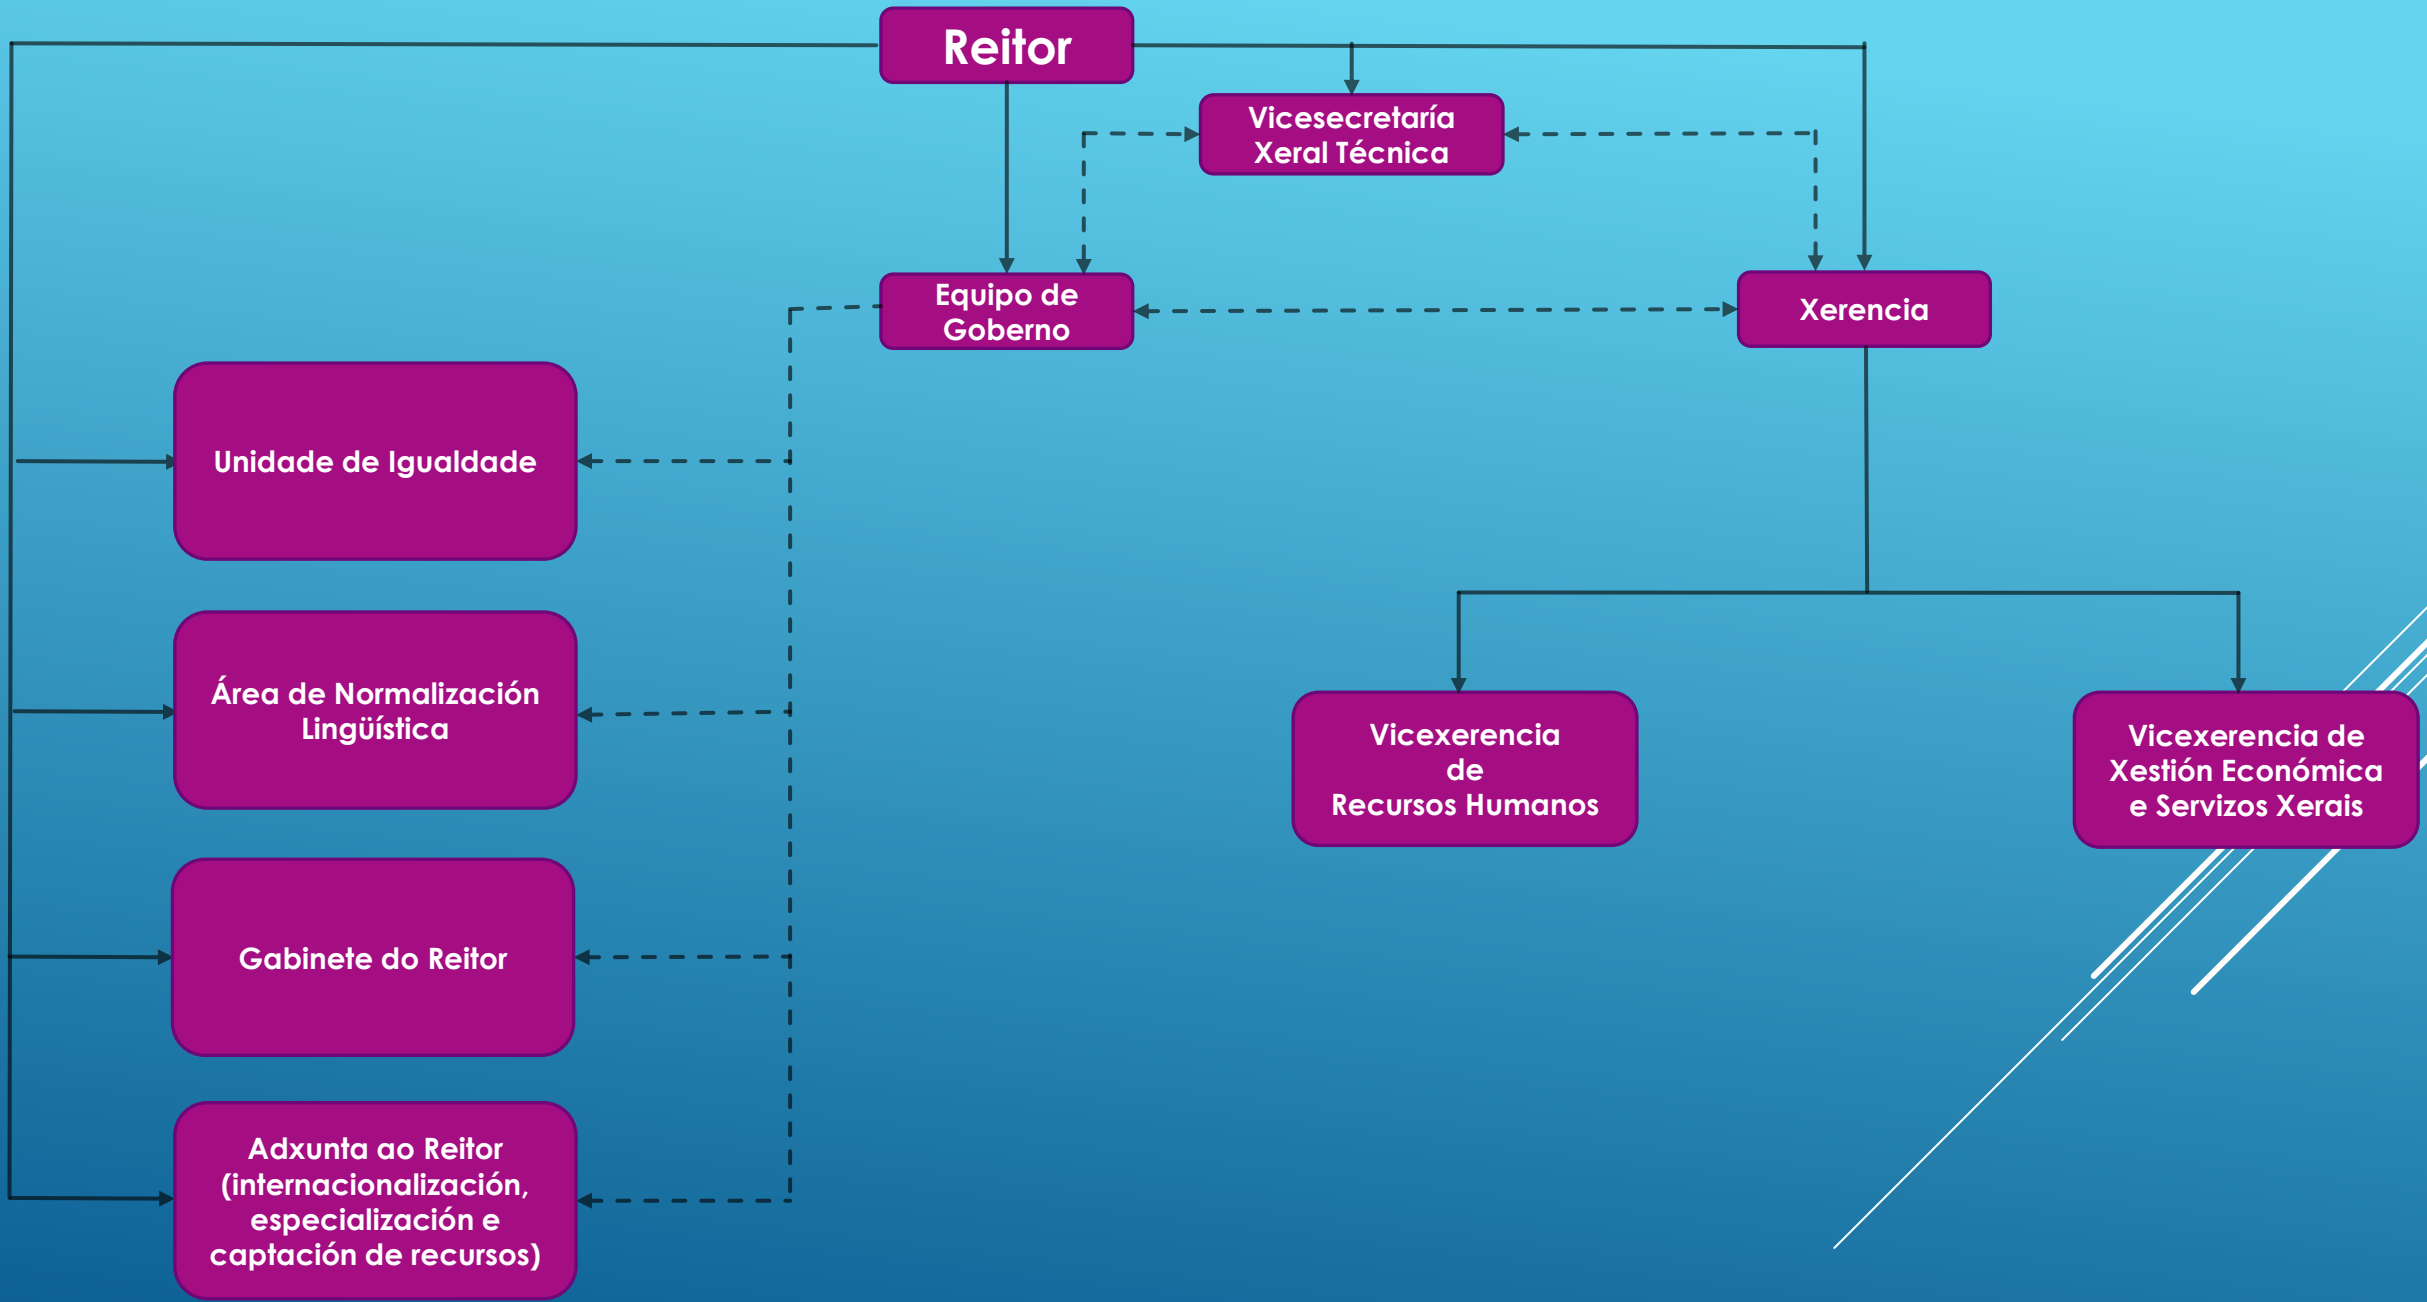 Reitor
Vicesecretaría
Xeral Técnica
Equipo de
Goberno
Xerencia
Unidade de Igualdade
Área de Normalización
Lingüística
Gabinete do Reitor
Adxunta ao Reitor
(internacionalización,
especialización e
captación de recursos)
Vicexerencia
de
Recursos Humanos
Vicexerencia de
Xestión Económica
e Servizos Xerais